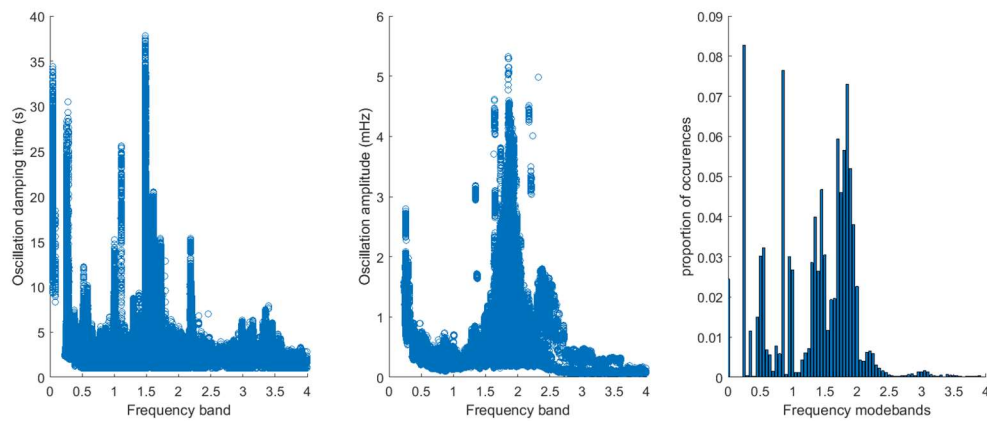 40
35
30
25
20
15
10
5
0
0 0.5 1 1.5 2 2.5 3 3.5 4
Oscillation damping time (s)
Frequency band
6
5
4
3
2
1
0
0 0.5 1 1.5 2 2.5 3 3.5 4
Oscillation amplitude (mHz)
Frequency band
0.09
0.08
0.07
0.06
0.05
0.04
0.03
0.02
0.01
0
0 0.5 1 1.5 2 2.5 3 3.5 4
proportion of occurences
Frequency modebands